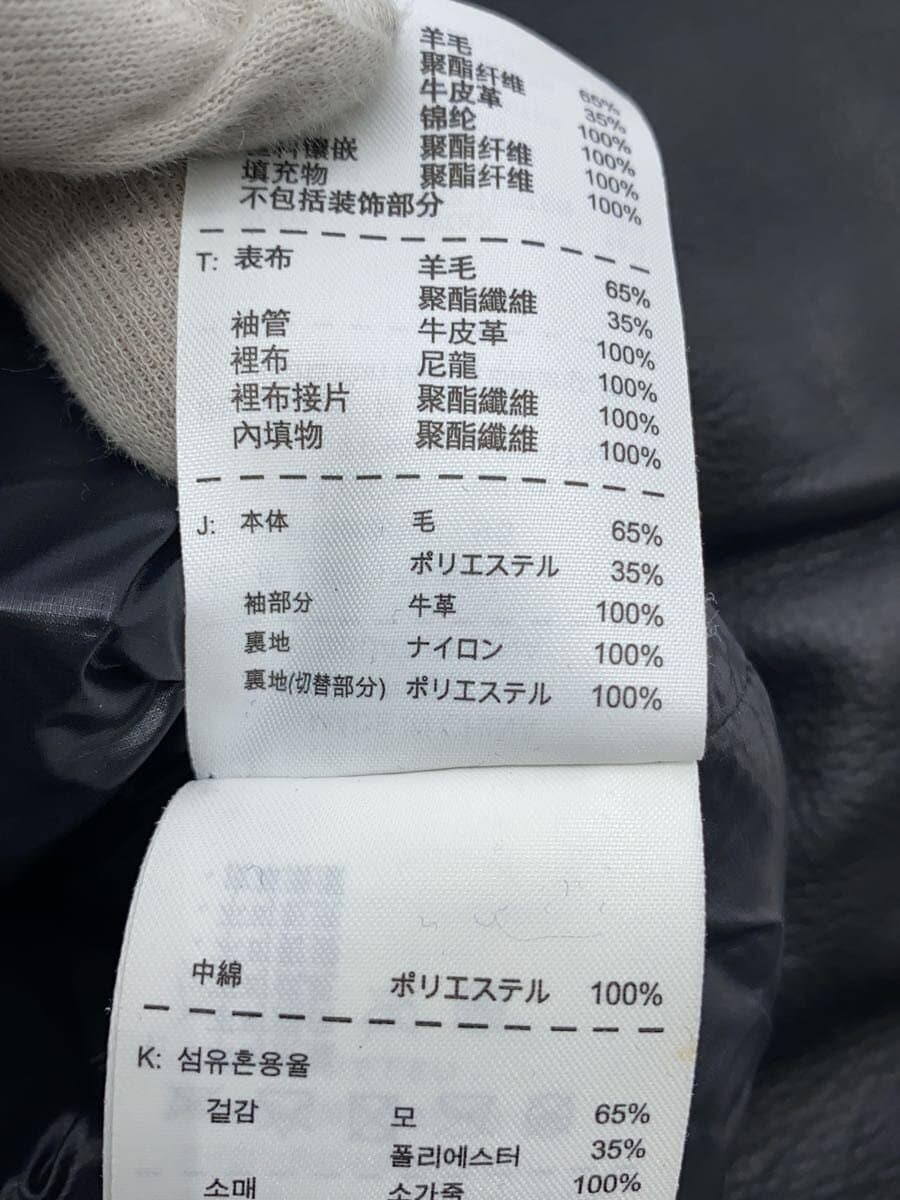 羊毛 65%
聚酯纤维 35%
牛皮革 100%
锦纶 100%
镶嵌 聚酯纤维 100%
填充物 聚酯纤维 100%
不包括装饰部分
T: 表布 羊毛 65%
聚酯纖維 35%
袖管 牛皮革 100%
裡布 尼龍 100%
裡布接片 聚酯纖維 100%
內填物 聚酯纖維 100%
J: 本体 毛 65%
ポリエステル 35%
袖部分 牛革 100%
裏地 ナイロン 100%
裏地(切替部分) ポリエステル 100%
中綿 ポリエステル 100%
K: 섬유혼용율
겉감 모 65%
폴리에스터 35%
소매 소가죽 100%